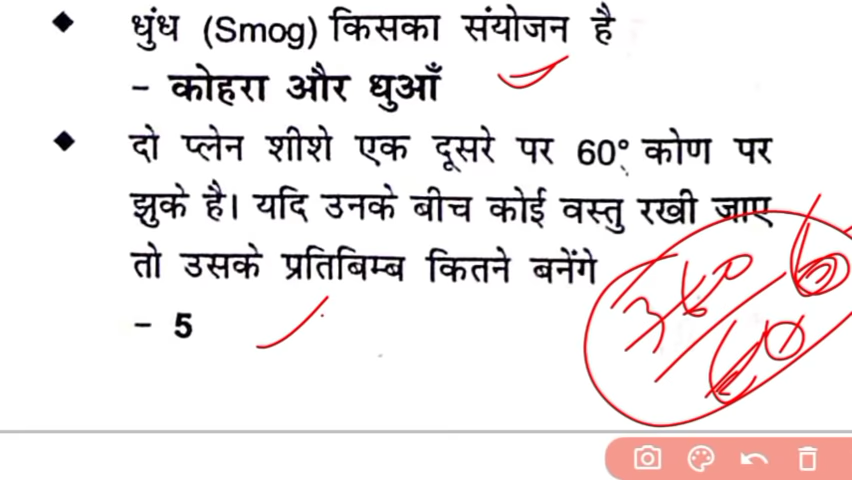 ◆ धुंध (Smog) किसका संयोजन है
- कोहरा और धुआँ
◆ दो प्लेन शीशे एक दूसरे पर 60° कोण पर
झुके है। यदि उनके बीच कोई वस्तु रखी जाए
तो उसके प्रतिबिम्ब कितने बनेंगे
- 5
360
60